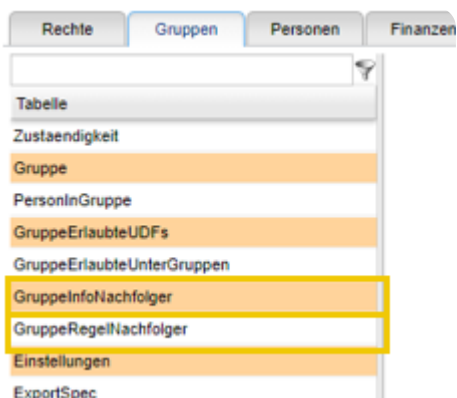 Rechte Gruppen Personen Finanzen
Tabelle
Zustaendigkeit
Gruppe
PersonInGruppe
GruppeErlaubteUDFs
GruppeErlaubteUnterGruppen
GruppeInfoNachfolger
GruppeRegelNachfolger
Einstellungen
ExportSpec